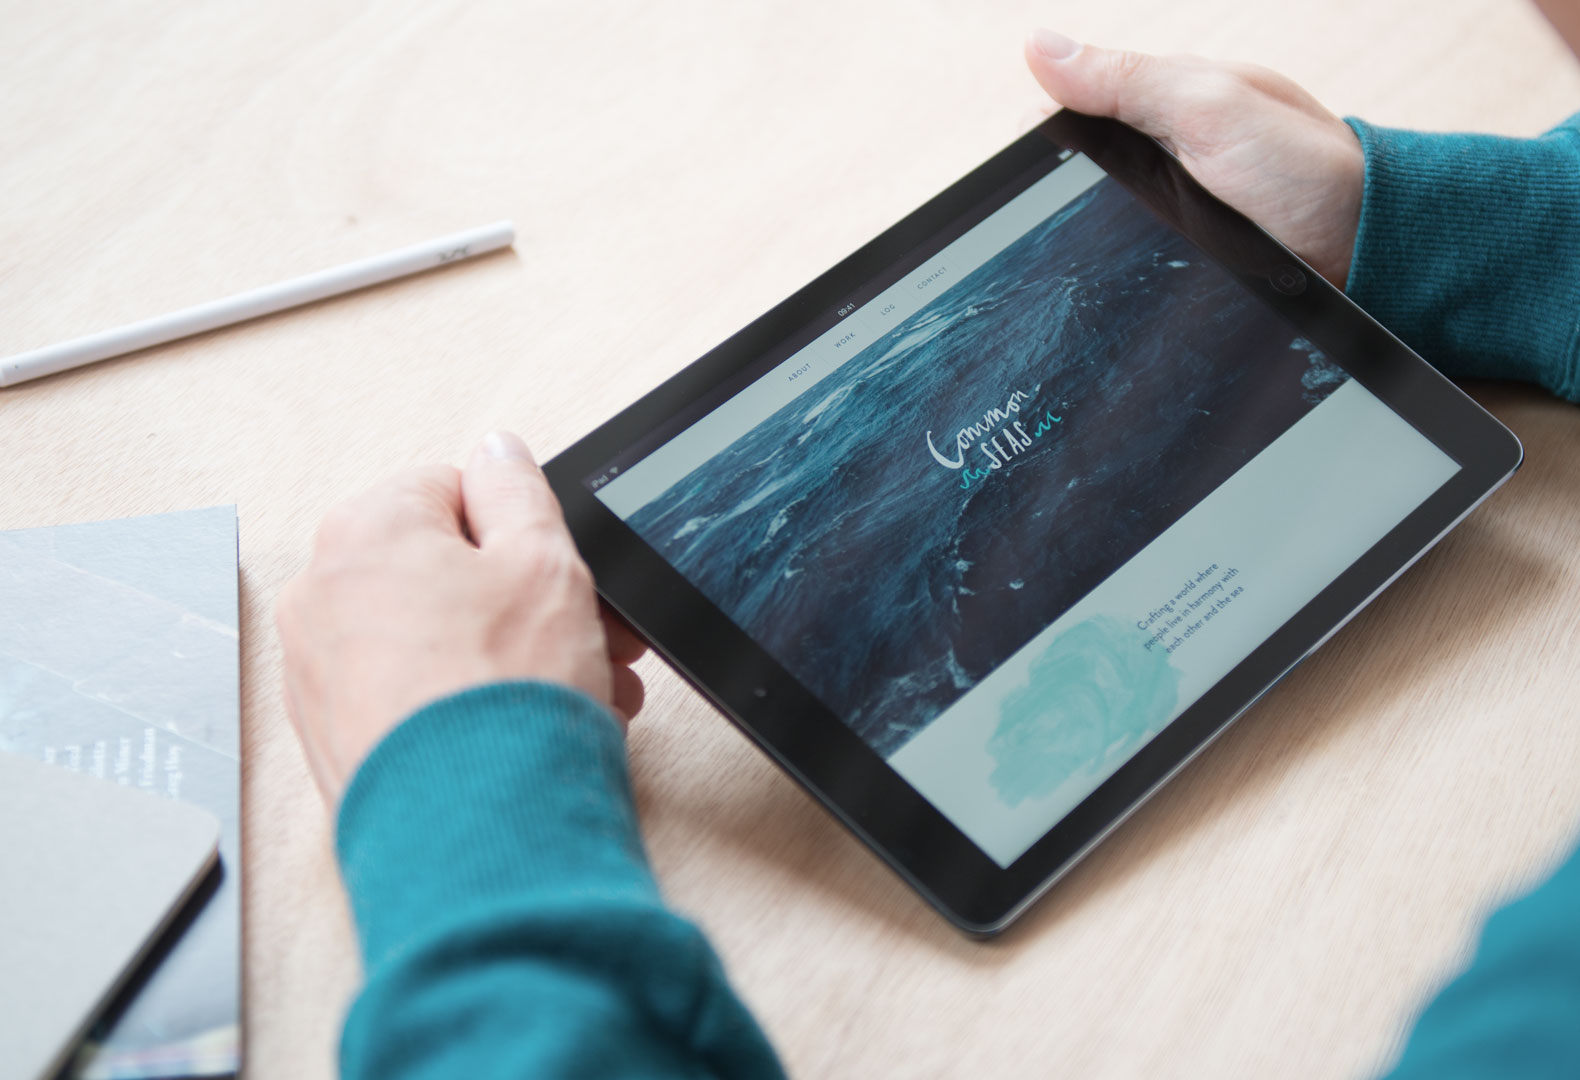 iPad
09:41
ABOUT
WORK
LOG
CONTACT
Common
SEAS
Crafting a world where
people live in harmony with
each other and the sea